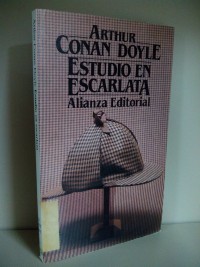 ARTHUR
CONAN DOYLE
ESTUDIO EN
ESCARLATA
Alianza Editorial